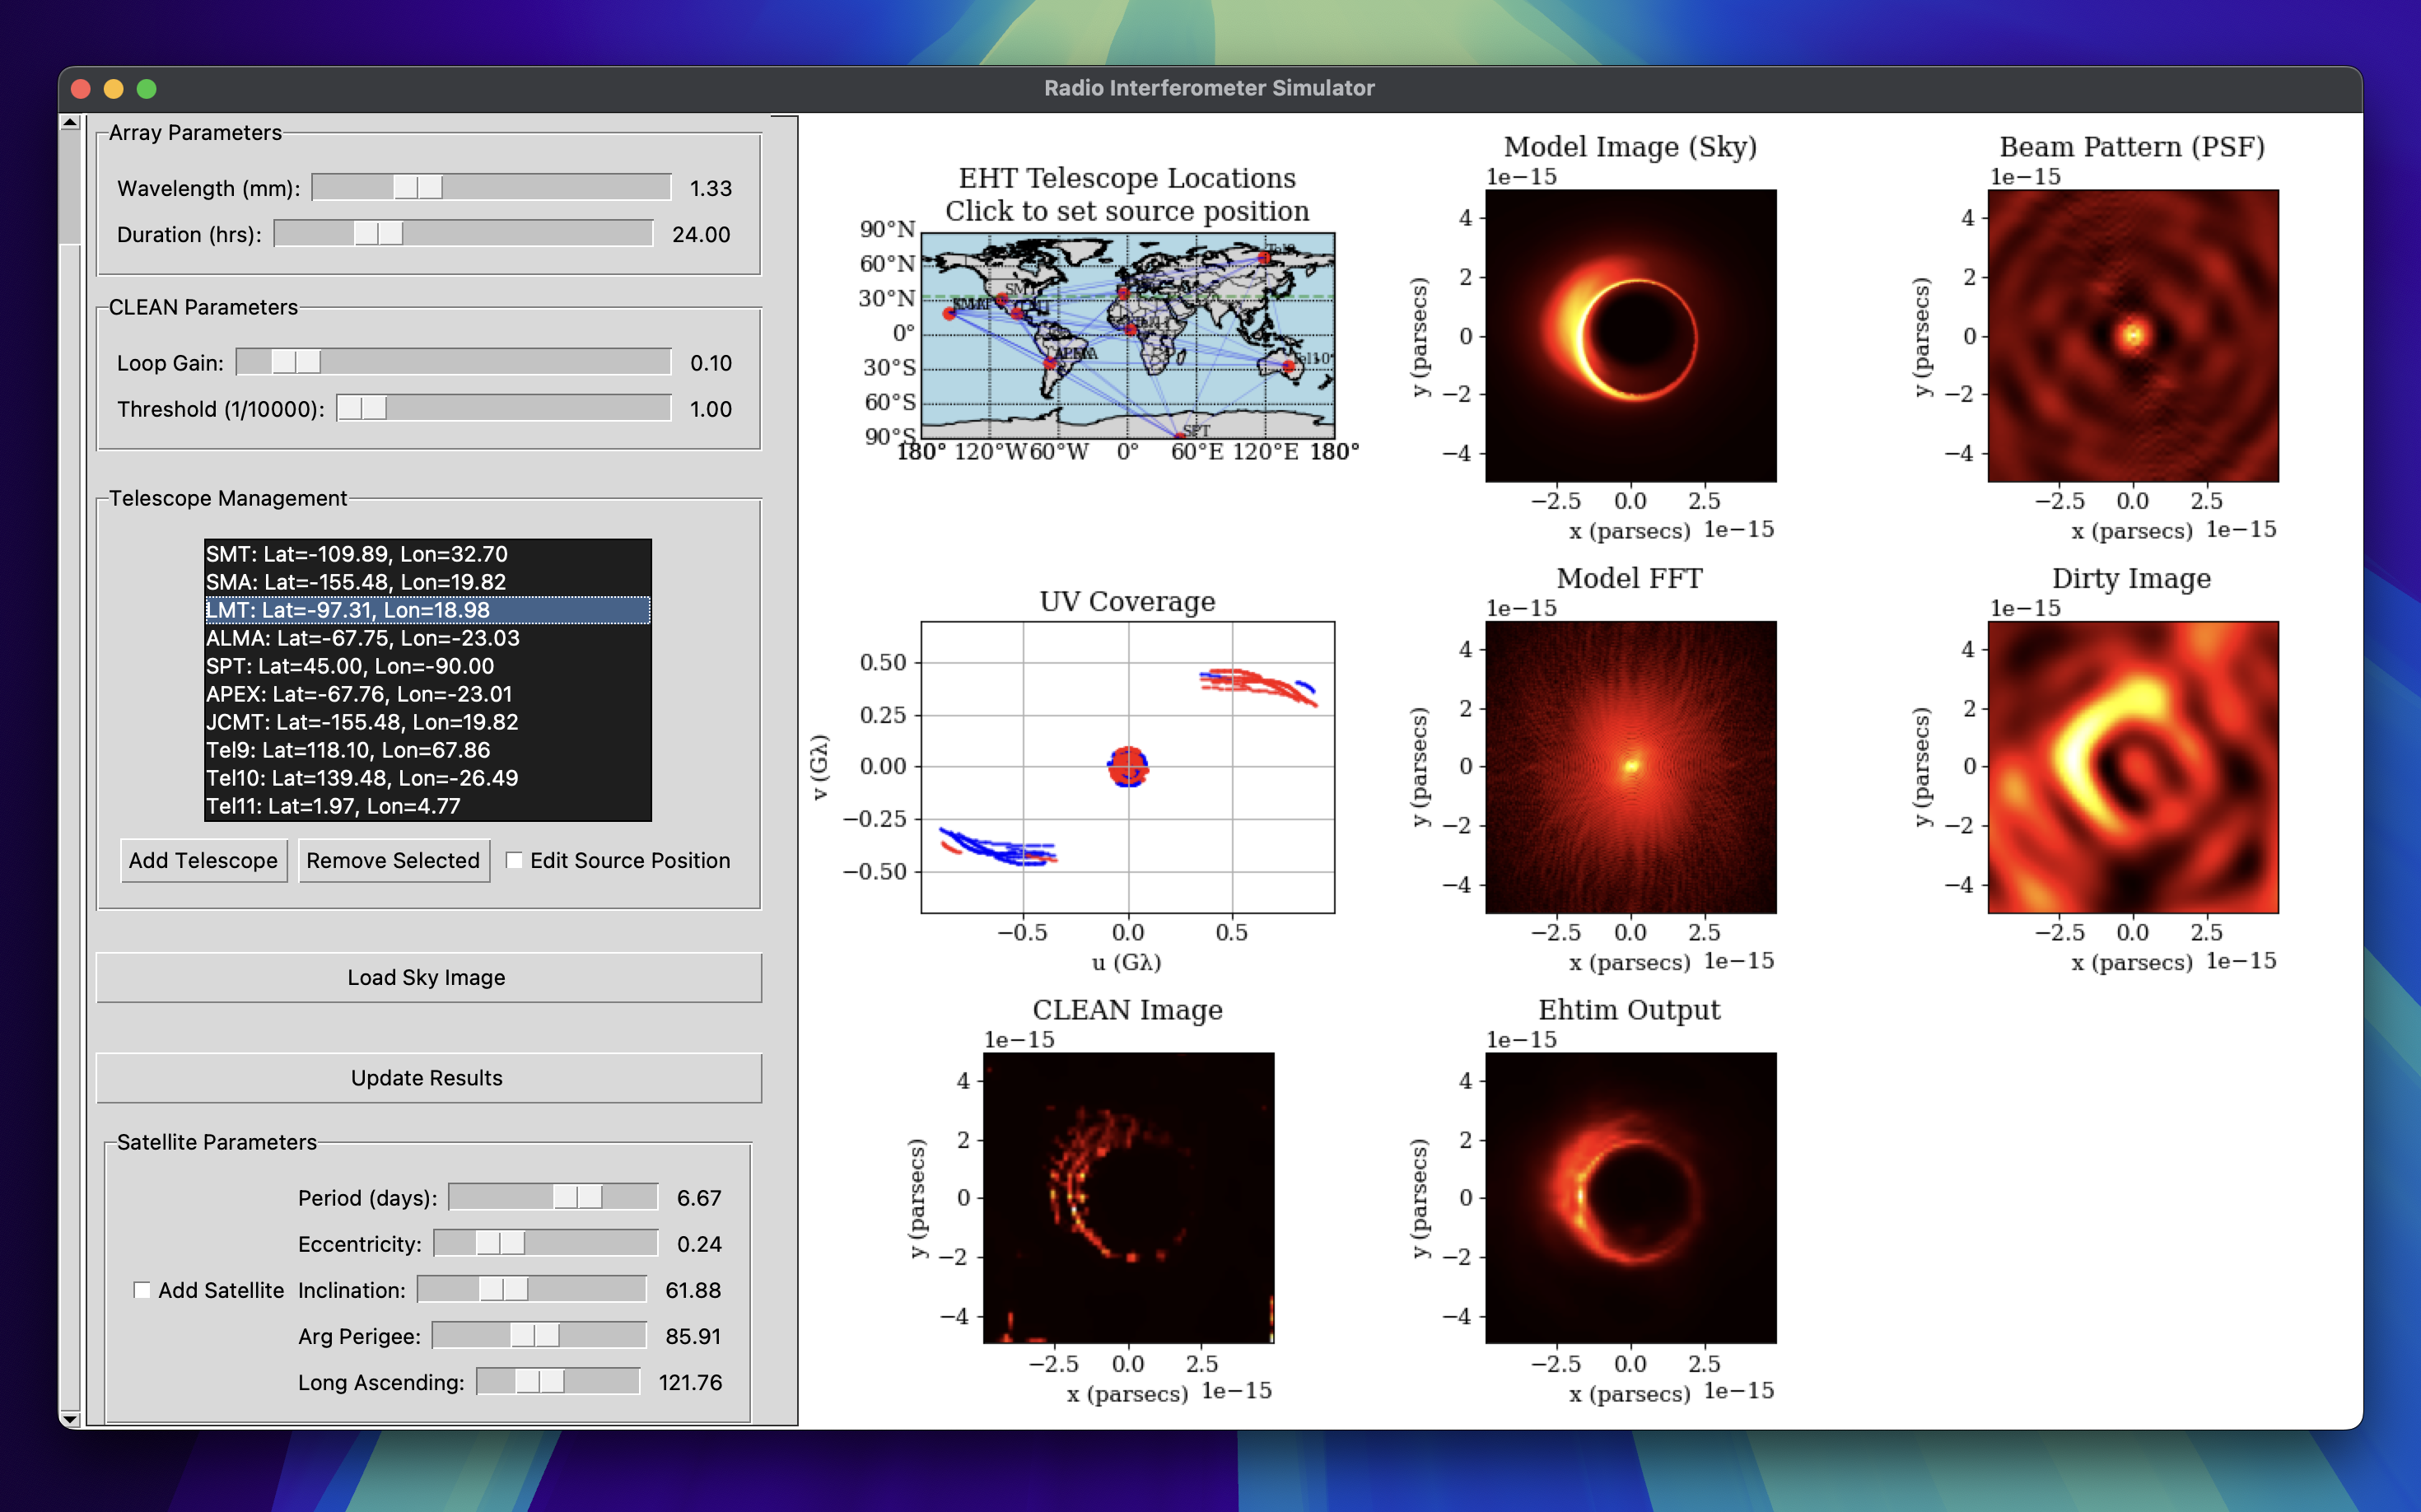 Radio Interferometer Simulator
Array Parameters
Wavelength (mm): 1.33
Duration (hrs): 24.00
CLEAN Parameters
Loop Gain: 0.10
Threshold (1/10000): 1.00
Telescope Management
SMT: Lat=-109.89, Lon=32.70
SMA: Lat=-155.48, Lon=19.82
LMT: Lat=-97.31, Lon=18.98
ALMA: Lat=-67.75, Lon=-23.03
SPT: Lat=45.00, Lon=-90.00
APEX: Lat=-67.76, Lon=-23.01
JCMT: Lat=-155.48, Lon=19.82
Tel9: Lat=118.10, Lon=67.86
Tel10: Lat=139.48, Lon=-26.49
Tel11: Lat=1.97, Lon=4.77
Add Telescope
Remove Selected
Edit Source Position
Load Sky Image
Update Results
Satellite Parameters
Period (days): 6.67
Eccentricity: 0.24
Add Satellite
Inclination: 61.88
Arg Perigee: 85.91
Long Ascending: 121.76
EHT Telescope Locations
Click to set source position
90°N
60°N
30°N
0°
30°S
60°S
90°S
180° 120°W 60°W 0° 60°E 120°E 180°
SMT
SPT
Tel10
Model Image (Sky)
1e−15
y (parsecs)
4
2
0
−2
−4
−2.5 0.0 2.5
x (parsecs) 1e−15
Beam Pattern (PSF)
1e−15
y (parsecs)
4
2
0
−2
−4
−2.5 0.0 2.5
x (parsecs) 1e−15
UV Coverage
v (Gλ)
0.50
0.25
0.00
−0.25
−0.50
−0.5 0.0 0.5
u (Gλ)
Model FFT
1e−15
y (parsecs)
4
2
0
−2
−4
−2.5 0.0 2.5
x (parsecs) 1e−15
Dirty Image
1e−15
y (parsecs)
4
2
0
−2
−4
−2.5 0.0 2.5
x (parsecs) 1e−15
CLEAN Image
1e−15
y (parsecs)
4
2
0
−2
−4
−2.5 0.0 2.5
x (parsecs) 1e−15
Ehtim Output
1e−15
y (parsecs)
4
2
0
−2
−4
−2.5 0.0 2.5
x (parsecs) 1e−15